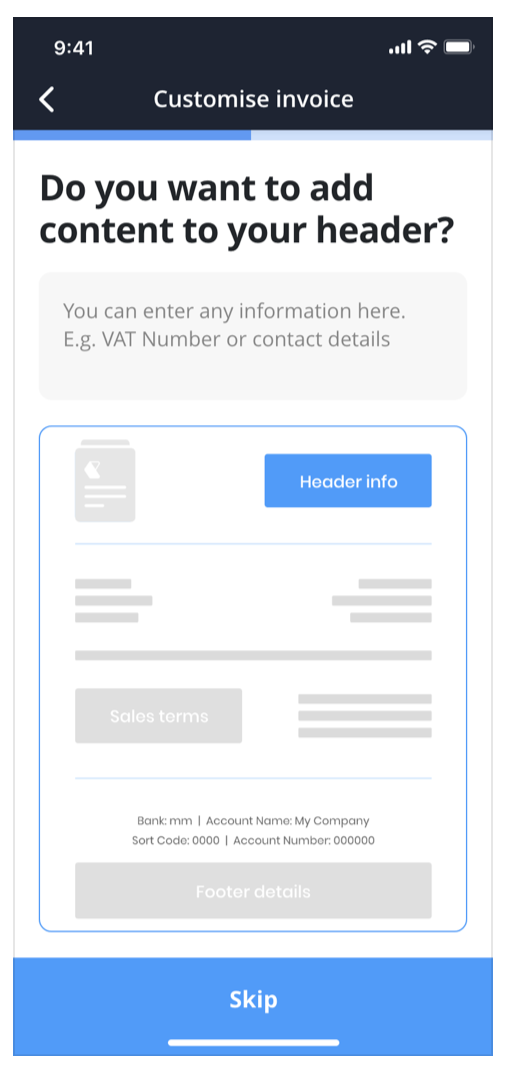 9:41
Customise invoice
Do you want to add
content to your header?
You can enter any information here.
E.g. VAT Number or contact details
Header info
Sales terms
Bank: mm | Account Name: My Company
Sort Code: 0000 | Account Number: 000000
Footer details
Skip